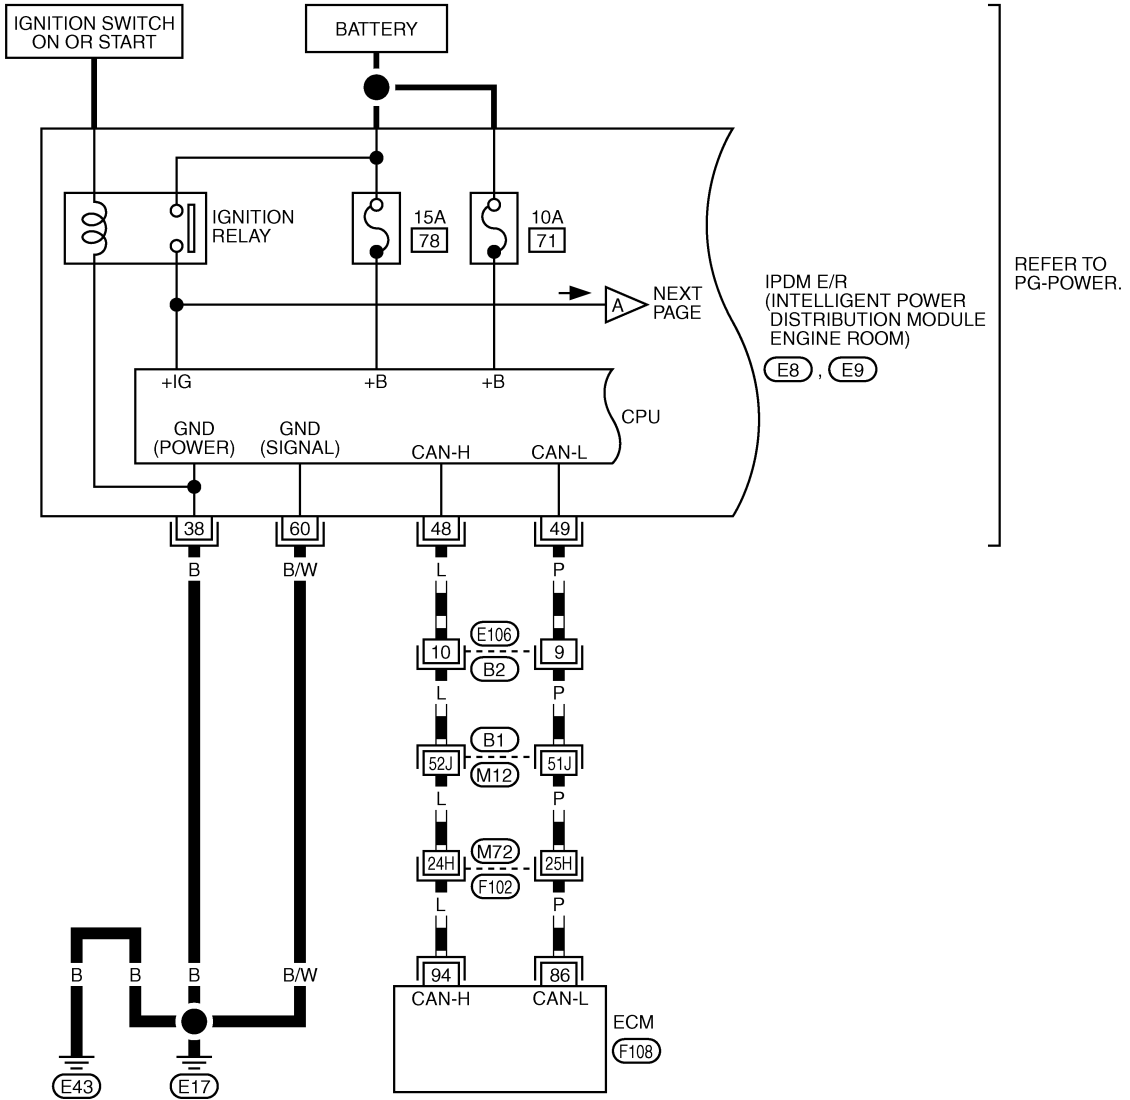 IGNITION SWITCH
ON OR START
BATTERY
IGNITION
RELAY
15A
78
10A
71
REFER TO
PG-POWER.
A
NEXT
PAGE
IPDM E/R
(INTELLIGENT POWER
DISTRIBUTION MODULE
ENGINE ROOM)
E8 , E9
+IG
+B
+B
CPU
GND
(POWER)
GND
(SIGNAL)
CAN-H
CAN-L
38
60
48
49
B
B/W
L
P
10
E106
B2
9
L
P
52J
B1
M12
51J
L
P
24H
M72
F102
25H
L
P
B
B
B
B/W
94
86
CAN-H
CAN-L
ECM
F108
E43
E17